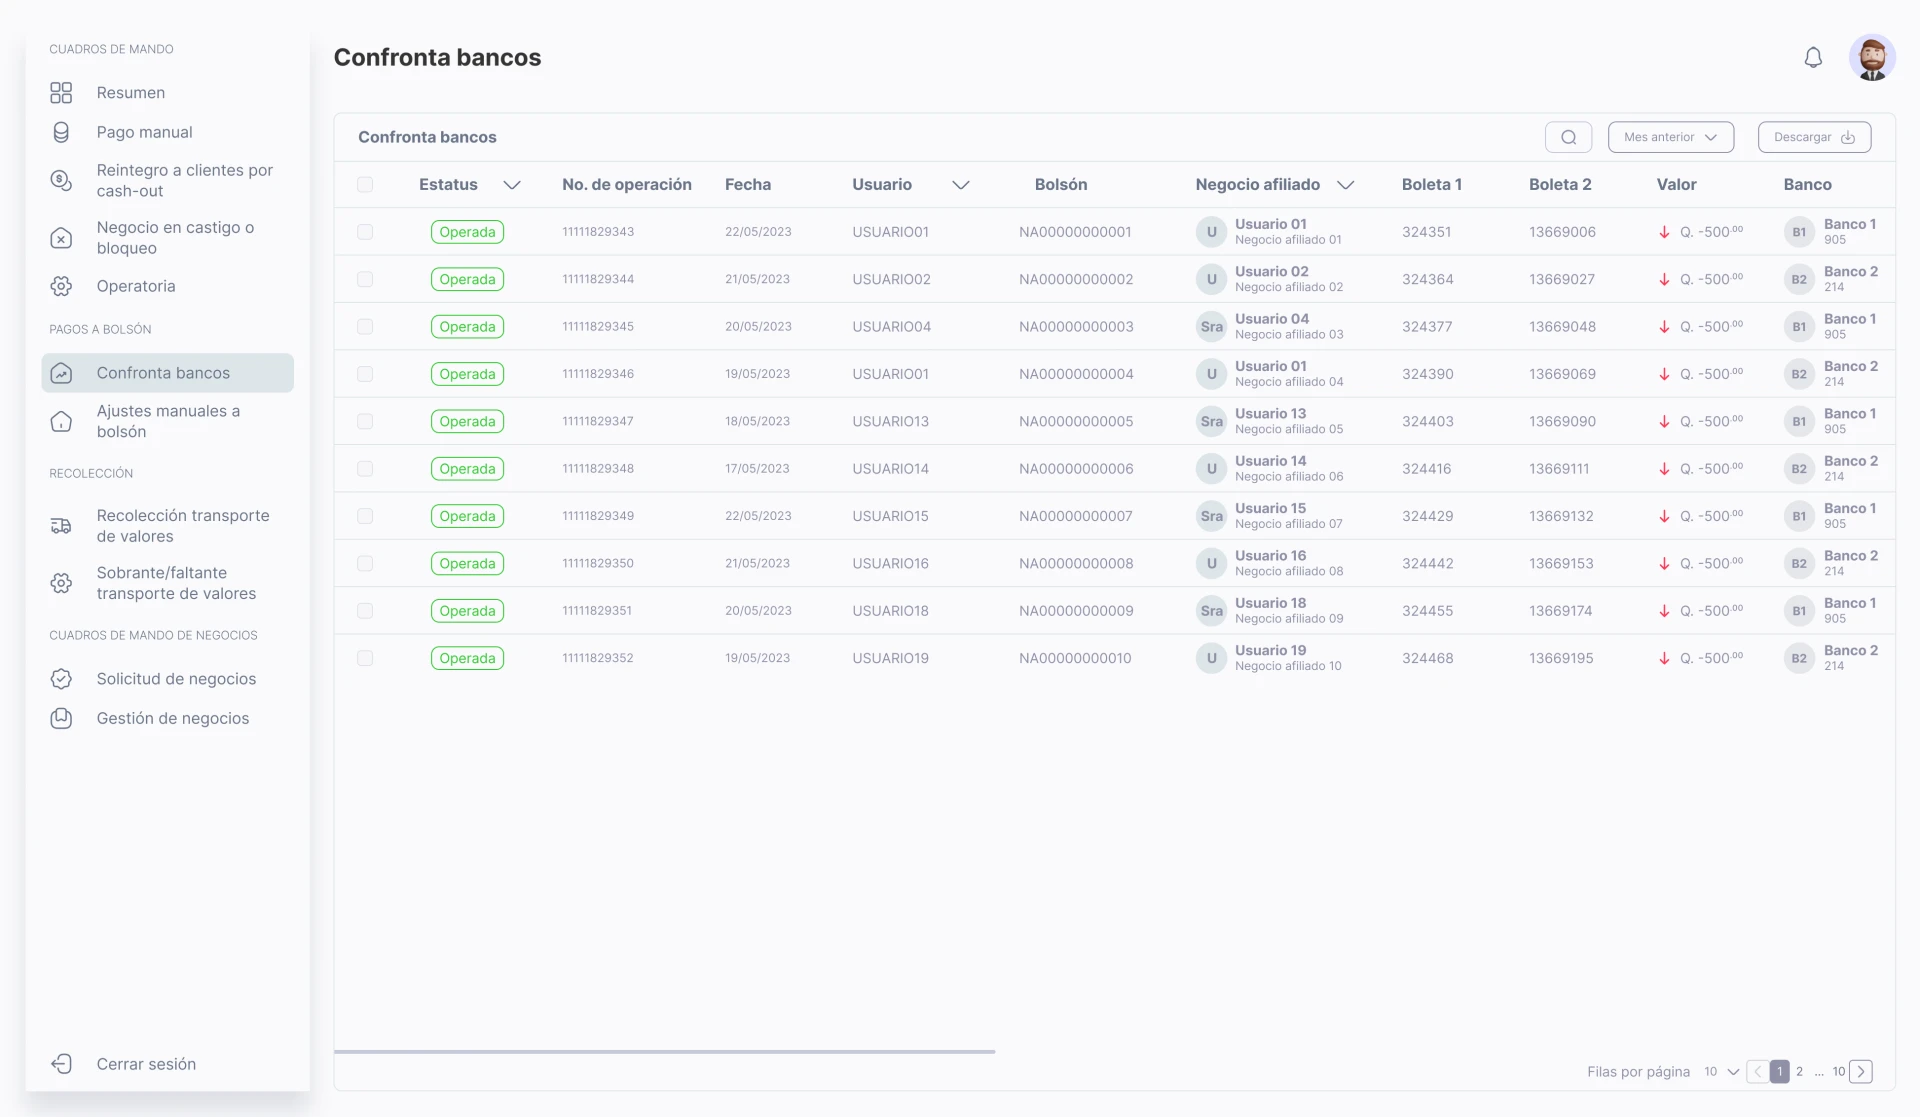 CUADROS DE MANDO
Resumen
Pago manual
Reintegro a clientes por
cash-out
Negocio en castigo o
bloqueo
Operatoria
PAGOS A BOLSÓN
Confronta bancos
Ajustes manuales a
bolsón
RECOLECCIÓN
Recolección transporte
de valores
Sobrante/faltante
transporte de valores
CUADROS DE MANDO DE NEGOCIOS
Solicitud de negocios
Gestión de negocios
Cerrar sesión
Confronta bancos
Confronta bancos
Mes anterior
Descargar
Estatus No. de operación Fecha Usuario Bolsón Negocio afiliado Boleta 1 Boleta 2 Valor Banco
Operada 11111829343 22/05/2023 USUARIO01 NA00000000001 U Usuario 01 324351 13669006 Q. -500.00 B1 Banco 1
Negocio afiliado 01 905
Operada 11111829344 21/05/2023 USUARIO02 NA00000000002 U Usuario 02 324364 13669027 Q. -500.00 B2 Banco 2
Negocio afiliado 02 214
Operada 11111829345 20/05/2023 USUARIO04 NA00000000003 Sra Usuario 04 324377 13669048 Q. -500.00 B1 Banco 1
Negocio afiliado 03 905
Operada 11111829346 19/05/2023 USUARIO01 NA00000000004 U Usuario 01 324390 13669069 Q. -500.00 B2 Banco 2
Negocio afiliado 04 214
Operada 11111829347 18/05/2023 USUARIO13 NA00000000005 Sra Usuario 13 324403 13669090 Q. -500.00 B1 Banco 1
Negocio afiliado 05 905
Operada 11111829348 17/05/2023 USUARIO14 NA00000000006 U Usuario 14 324416 13669111 Q. -500.00 B2 Banco 2
Negocio afiliado 06 214
Operada 11111829349 22/05/2023 USUARIO15 NA00000000007 Sra Usuario 15 324429 13669132 Q. -500.00 B1 Banco 1
Negocio afiliado 07 905
Operada 11111829350 21/05/2023 USUARIO16 NA00000000008 U Usuario 16 324442 13669153 Q. -500.00 B2 Banco 2
Negocio afiliado 08 214
Operada 11111829351 20/05/2023 USUARIO18 NA00000000009 Sra Usuario 18 324455 13669174 Q. -500.00 B1 Banco 1
Negocio afiliado 09 905
Operada 11111829352 19/05/2023 USUARIO19 NA00000000010 U Usuario 19 324468 13669195 Q. -500.00 B2 Banco 2
Negocio afiliado 10 214
Filas por página 10 1 2 ... 10